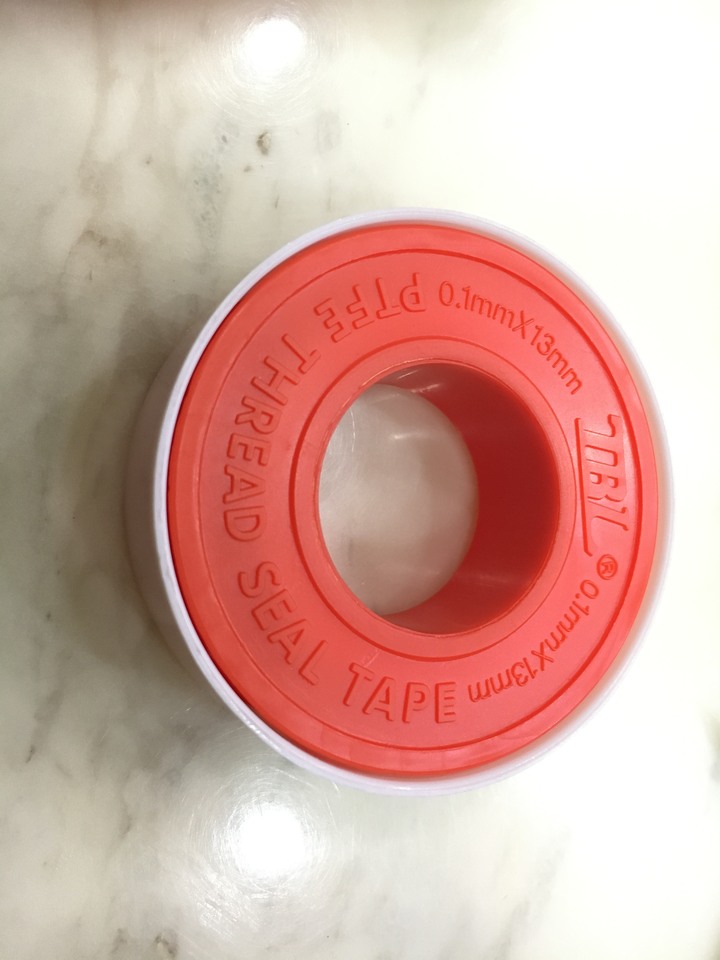 PTFE THREAD SEAL TAPE
0.1mmX13mm
®
0.1mmX13mm